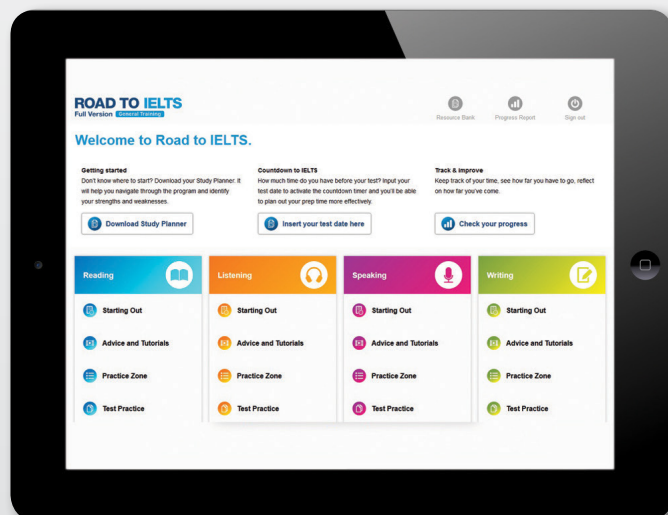 ROAD TO IELTS
Full Version General Training
Resource Bank
Progress Report
Sign out
Welcome to Road to IELTS.
Getting started
Don't know where to start? Download your Study Planner. It
will help you navigate through the program and identify
your strengths and weaknesses.
Download Study Planner
Countdown to IELTS
How much time do you have before your test? Input your
test date to activate the countdown timer and you'll be able
to plan out your prep time more effectively.
Insert your test date here
Track & improve
Keep track of your time, see how far you have to go, reflect
on how far you've come.
Check your progress
Reading
Starting Out
Advice and Tutorials
Practice Zone
Test Practice
Listening
Starting Out
Advice and Tutorials
Practice Zone
Test Practice
Speaking
Starting Out
Advice and Tutorials
Practice Zone
Test Practice
Writing
Starting Out
Advice and Tutorials
Practice Zone
Test Practice